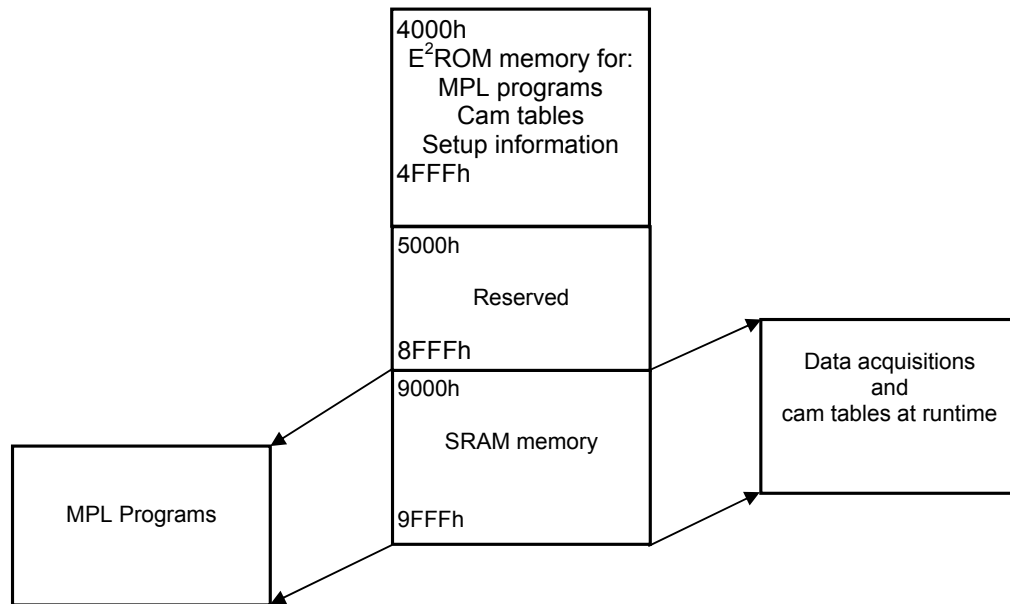 4000h
E²ROM memory for:
MPL programs
Cam tables
Setup information
4FFFh
5000h
Reserved
8FFFh
9000h
SRAM memory
9FFFh
Data acquisitions
and
cam tables at runtime
MPL Programs